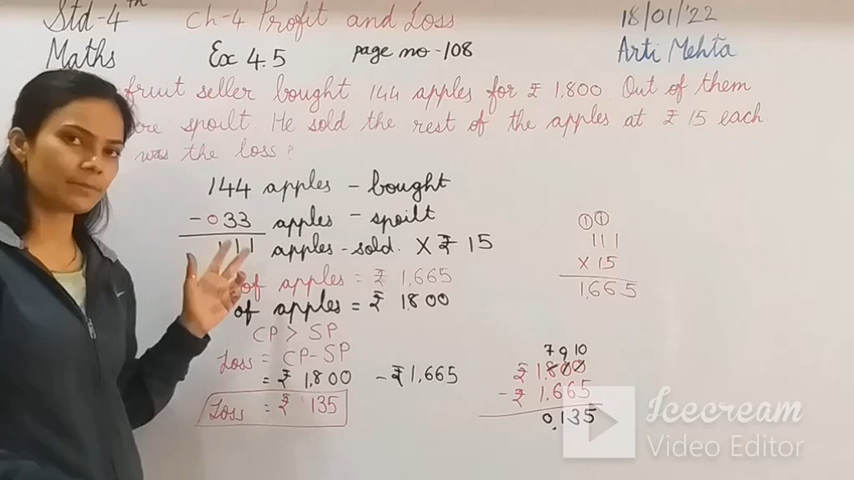 Std-4th Ch-4 Profit and Loss 18/01/'22
Maths Ex 4.5 page no-108 Arti Mehta
fruit seller bought 144 apples for ₹ 1,800. Out of them
spoilt. He sold the rest of the apples at ₹ 15 each
was the loss?
144 apples - bought
- 033 apples - spoilt
111 apples - sold. X ₹ 15
of apples = ₹ 1,665
of apples = ₹ 1800
CP > SP
Loss = CP-SP
= ₹ 1,800 - ₹ 1,665
Loss = ₹ 135
1 1
111
X 15
1,665
7 9 10
₹ 1,800
- ₹ 1,665
0,135
Icecream
Video Editor